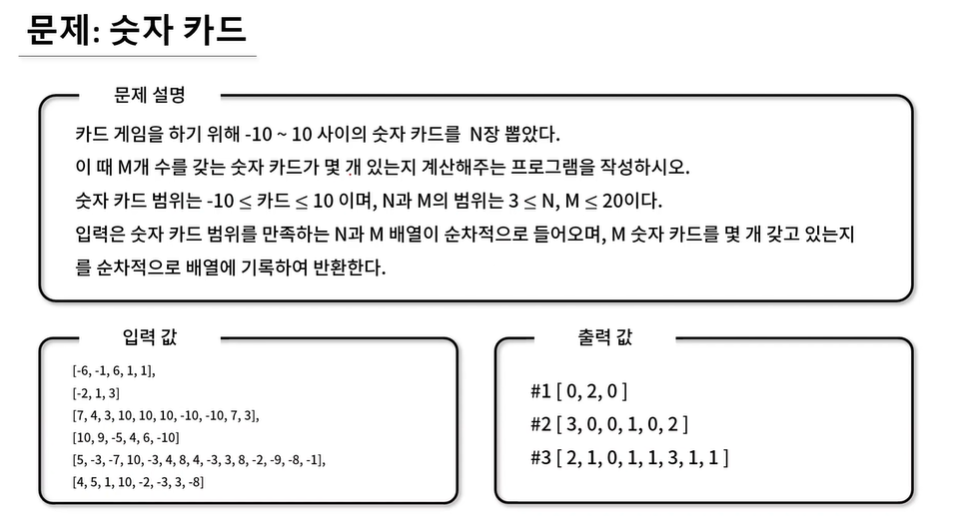 문제: 숫자 카드
문제 설명
카드 게임을 하기 위해 -10 ~ 10 사이의 숫자 카드를 N장 뽑았다.
이 때 M개 수를 갖는 숫자 카드가 몇 개 있는지 계산해주는 프로그램을 작성하시오.
숫자 카드 범위는 -10 ≤ 카드 ≤ 10 이며, N과 M의 범위는 3 ≤ N, M ≤ 20이다.
입력은 숫자 카드 범위를 만족하는 N과 M 배열이 순차적으로 들어오며, M 숫자 카드를 몇 개 갖고 있는지
를 순차적으로 배열에 기록하여 반환한다.
입력 값
[-6, -1, 6, 1, 1],
[-2, 1, 3]
[7, 4, 3, 10, 10, 10, -10, -10, 7, 3],
[10, 9, -5, 4, 6, -10]
[5, -3, -7, 10, -3, 4, 8, 4, -3, 3, 8, -2, -9, -8, -1],
[4, 5, 1, 10, -2, -3, 3, -8]
출력 값
#1 [ 0, 2, 0 ]
#2 [ 3, 0, 0, 1, 0, 2 ]
#3 [ 2, 1, 0, 1, 1, 3, 1, 1 ]